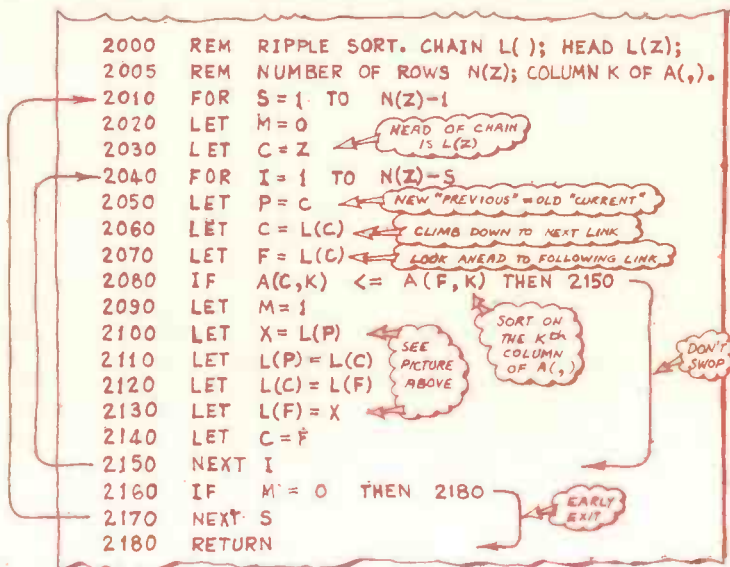 2000 REM RIPPLE SORT. CHAIN L( ); HEAD L(Z);
2005 REM NUMBER OF ROWS N(Z); COLUMN K OF A(,).
2010 FOR S = 1 TO N(Z)-1
2020 LET M = 0
2030 LET C = Z
HEAD OF CHAIN
IS L(Z)
2040 FOR I = 1 TO N(Z)-S
2050 LET P = C
NEW "PREVIOUS" = OLD "CURRENT"
2060 LET C = L(C)
CLIMB DOWN TO NEXT LINK
2070 LET F = L(C)
LOOK AHEAD TO FOLLOWING LINK
2080 IF A(C,K) <= A(F,K) THEN 2150
2090 LET M = 1
2100 LET X = L(P)
2110 LET L(P) = L(C)
2120 LET L(C) = L(F)
2130 LET L(F) = X
SEE
PICTURE
ABOVE
SORT ON
THE Kth
COLUMN
OF A(,)
DON'T
SWOP
2140 LET C = F
2150 NEXT I
2160 IF M = 0 THEN 2180
2170 NEXT S
2180 RETURN
EARLY
EXIT